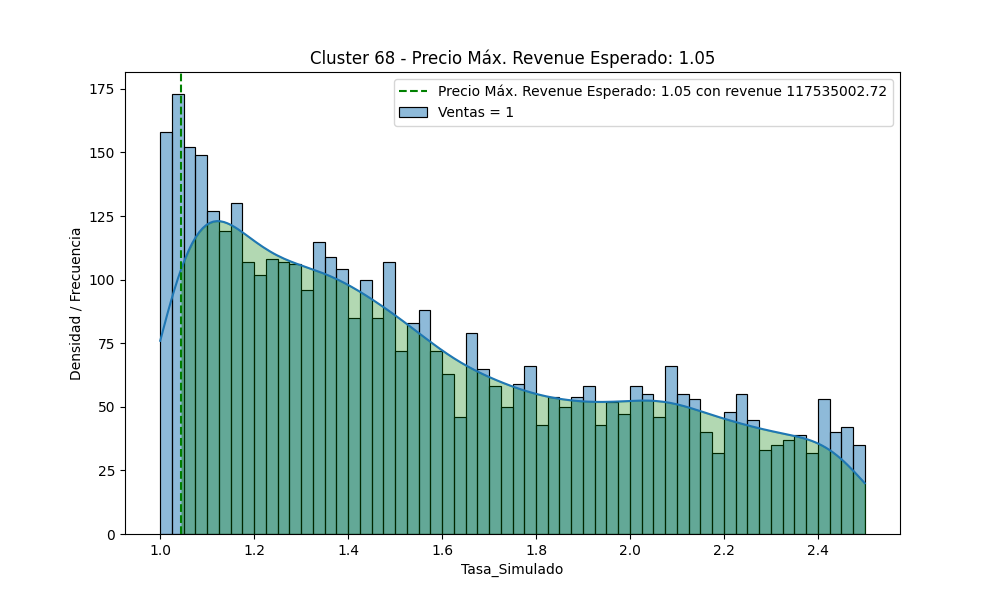 Cluster 68 - Precio Máx. Revenue Esperado: 1.05
Precio Máx. Revenue Esperado: 1.05 con revenue 117535002.72
Ventas = 1
Densidad / Frecuencia
175
150
125
100
75
50
25
0
1.0 1.2 1.4 1.6 1.8 2.0 2.2 2.4
Tasa_Simulado